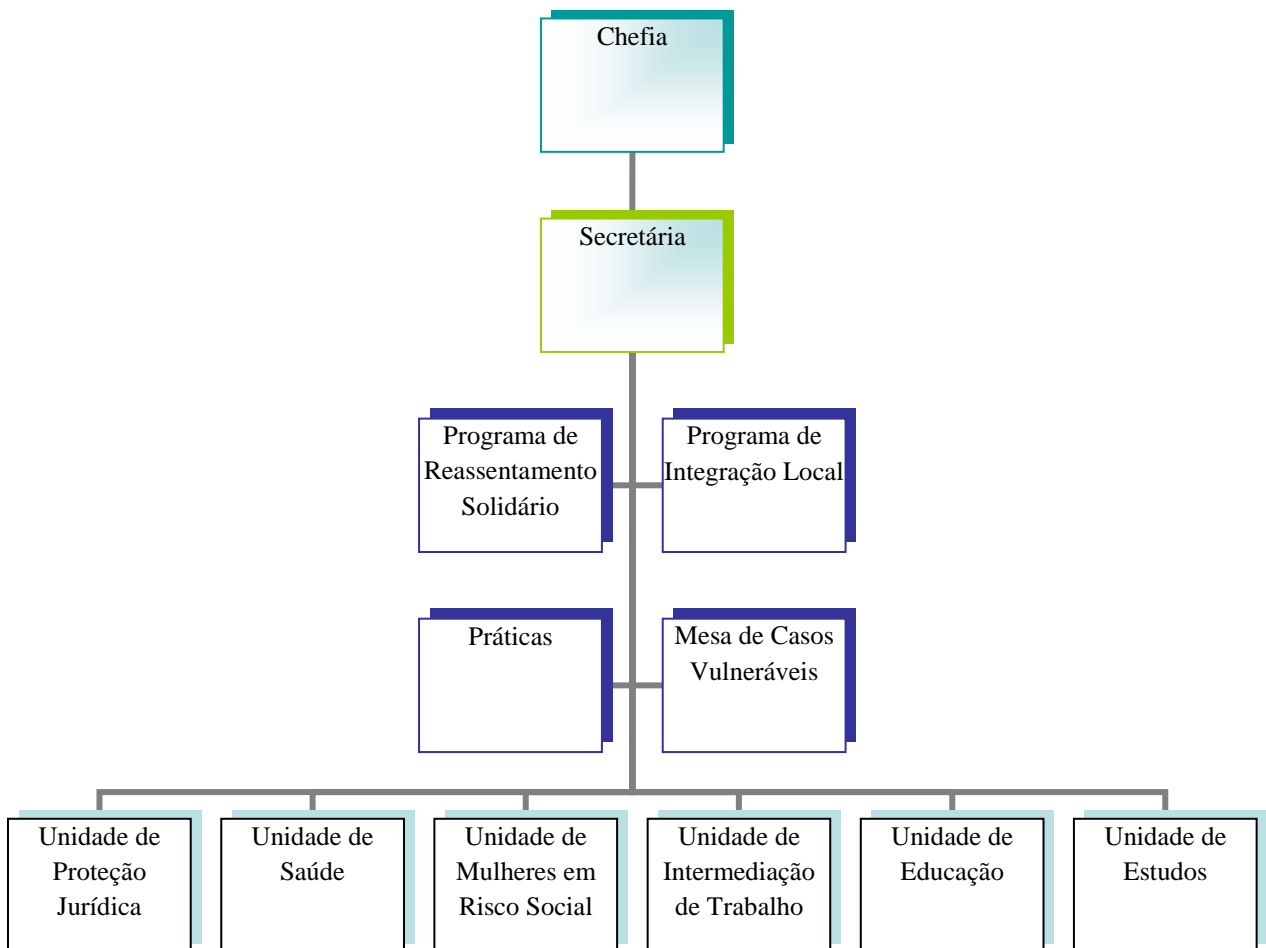 Chefia
Secretária
Programa de
Reassentamento
Solidário
Programa de
Integração Local
Práticas
Mesa de Casos
Vulneráveis
Unidade de
Proteção
Jurídica
Unidade de
Saúde
Unidade de
Mulheres em
Risco Social
Unidade de
Intermediação
de Trabalho
Unidade de
Educação
Unidade de
Estudos